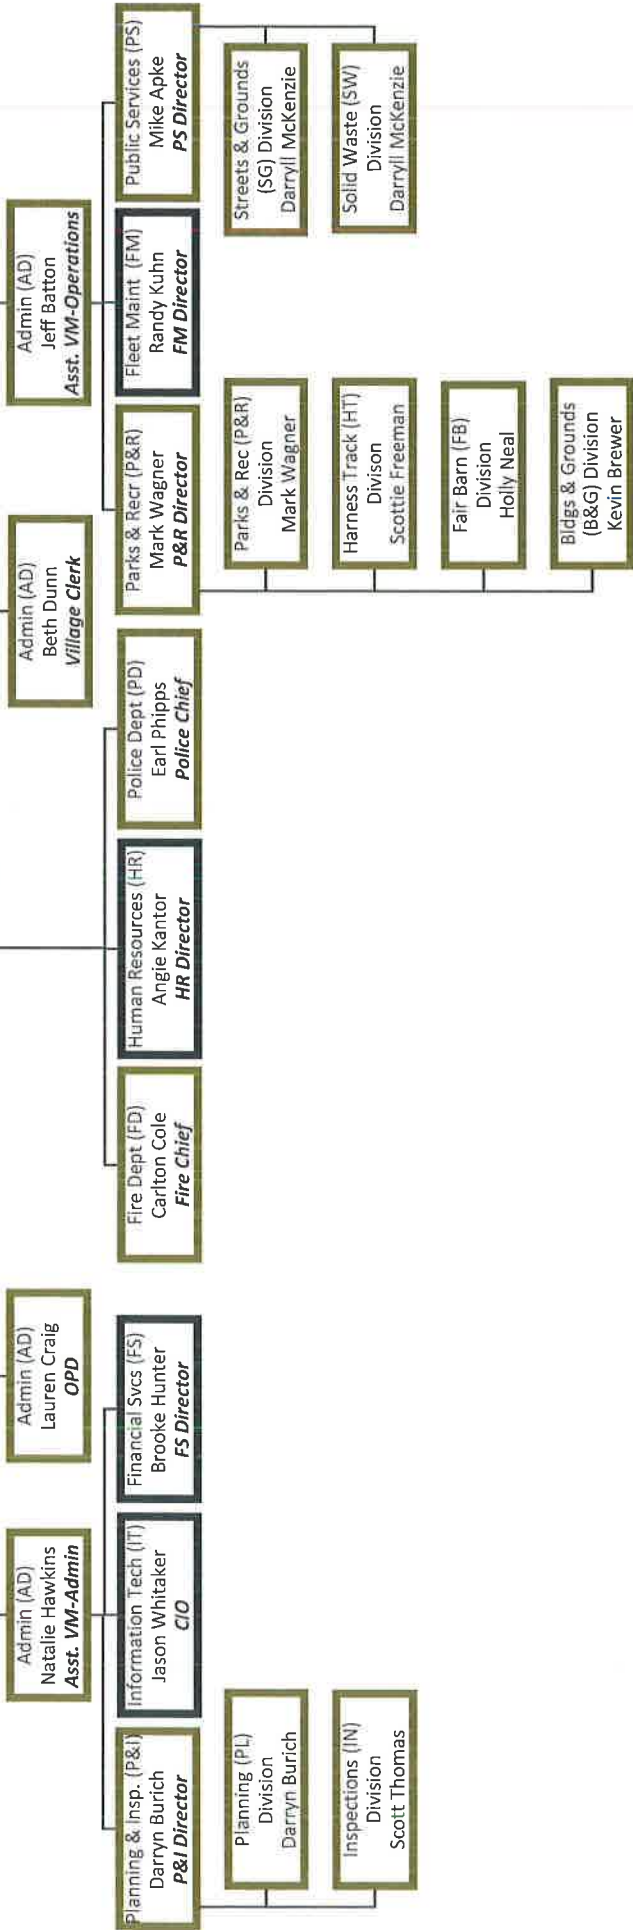 Admin (AD)
Natalie Hawkins
Asst. VM-Admin
Admin (AD)
Lauren Craig
OPD
Admin (AD)
Beth Dunn
Village Clerk
Admin (AD)
Jeff Batton
Asst. VM-Operations
Planning & Insp. (P&I)
Darryn Burich
P&I Director
Information Tech (IT)
Jason Whitaker
CIO
Financial Svcs (FS)
Brooke Hunter
FS Director
Fire Dept (FD)
Carlton Cole
Fire Chief
Human Resources (HR)
Angie Kantor
HR Director
Police Dept (PD)
Earl Phipps
Police Chief
Parks & Recr (P&R)
Mark Wagner
P&R Director
Fleet Maint (FM)
Randy Kuhn
FM Director
Public Services (PS)
Mike Apke
PS Director
Planning (PL)
Division
Darryn Burich
Inspections (IN)
Division
Scott Thomas
Parks & Rec (P&R)
Division
Mark Wagner
Harness Track (HT)
Divison
Scottie Freeman
Fair Barn (FB)
Division
Holly Neal
Bldgs & Grounds
(B&G) Division
Kevin Brewer
Streets & Grounds
(SG) Division
Darryll McKenzie
Solid Waste (SW)
Division
Darryll McKenzie